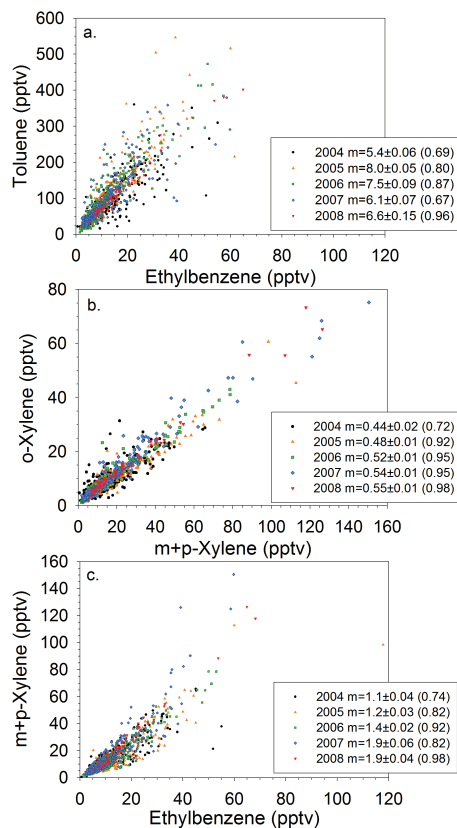 a.
600
500
400
300
200
100
0
Toluene (pptv)
2004 m=5.4±0.06 (0.69)
2005 m=8.0±0.05 (0.80)
2006 m=7.5±0.09 (0.87)
2007 m=6.1±0.07 (0.67)
2008 m=6.6±0.15 (0.96)
0 20 40 60 80 100 120
Ethylbenzene (pptv)
b.
80
60
40
20
0
o-Xylene (pptv)
2004 m=0.44±0.02 (0.72)
2005 m=0.48±0.01 (0.92)
2006 m=0.52±0.01 (0.95)
2007 m=0.54±0.01 (0.95)
2008 m=0.55±0.01 (0.98)
0 20 40 60 80 100 120 140 160
m+p-Xylene (pptv)
c.
160
140
120
100
80
60
40
20
0
m+p-Xylene (pptv)
2004 m=1.1±0.04 (0.74)
2005 m=1.2±0.03 (0.82)
2006 m=1.4±0.02 (0.92)
2007 m=1.9±0.06 (0.82)
2008 m=1.9±0.04 (0.98)
0 20 40 60 80 100 120
Ethylbenzene (pptv)